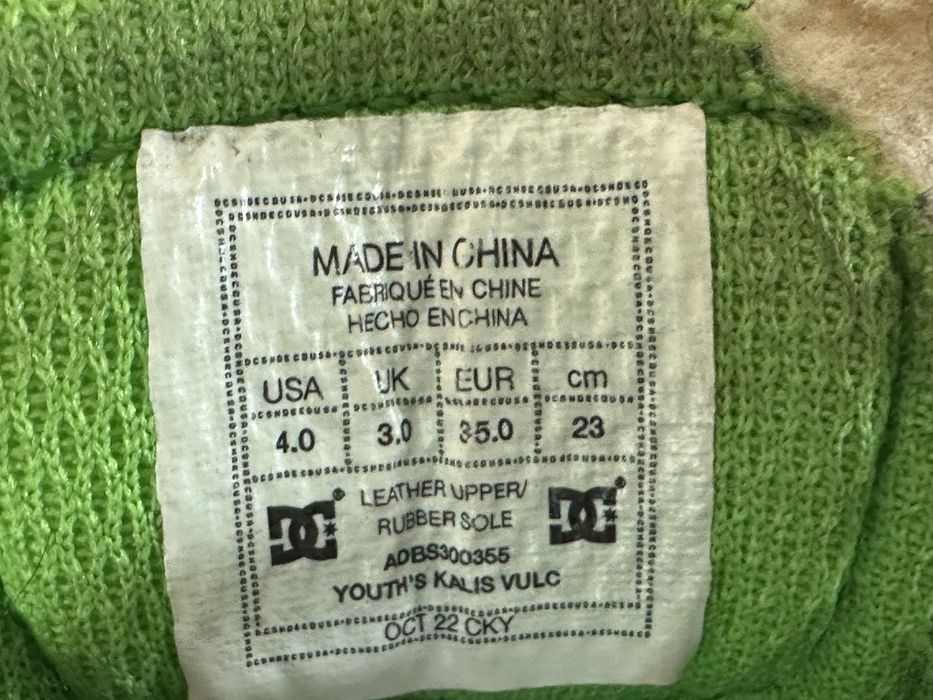 MADE IN CHINA
FABRIQUÉ EN CHINE
HECHO EN CHINA
USA UK EUR cm
4.0 3.0 35.0 23
LEATHER UPPER/
RUBBER SOLE
ADBS300355
YOUTH'S KALIS VULC
OCT 22 CKY